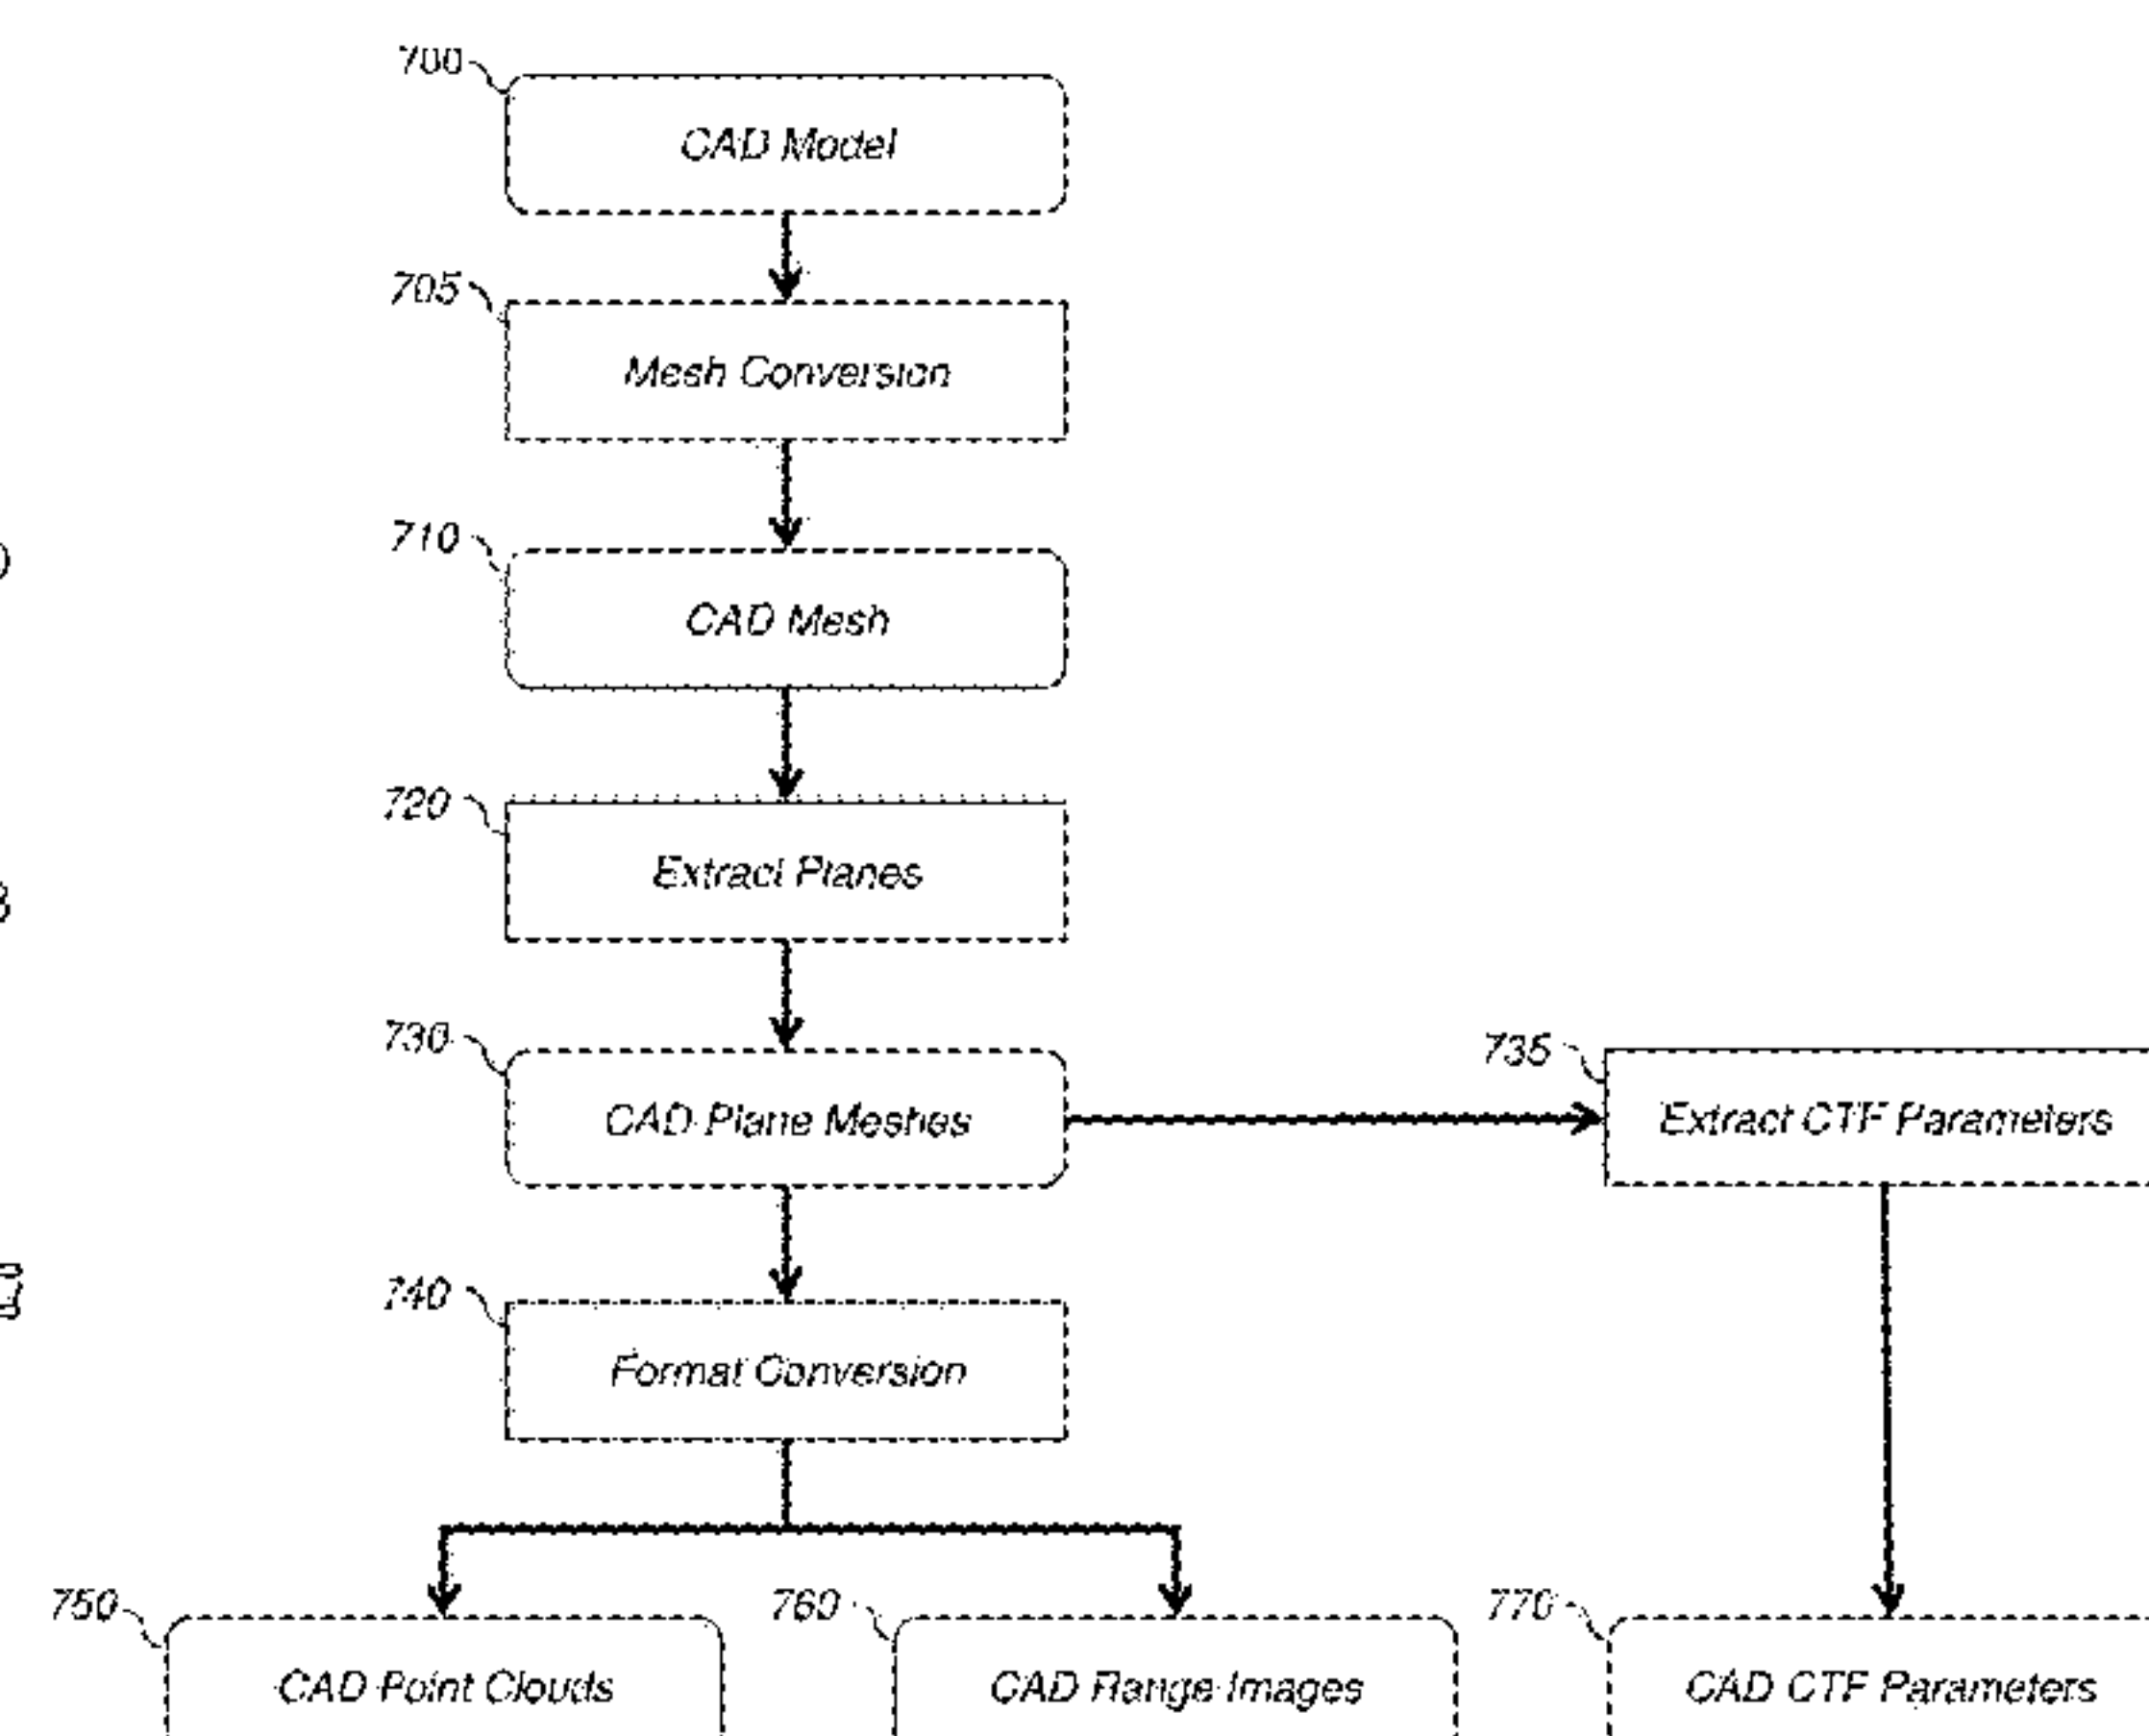 700
CAD Model
705
Mesh Conversion
710
CAD Mesh
720
Extract Planes
730
CAD Plane Meshes
735
Extract CTF Parameters
740
Format Conversion
750
CAD Point Clouds
760
CAD Range Images
770
CAD CTF Parameters